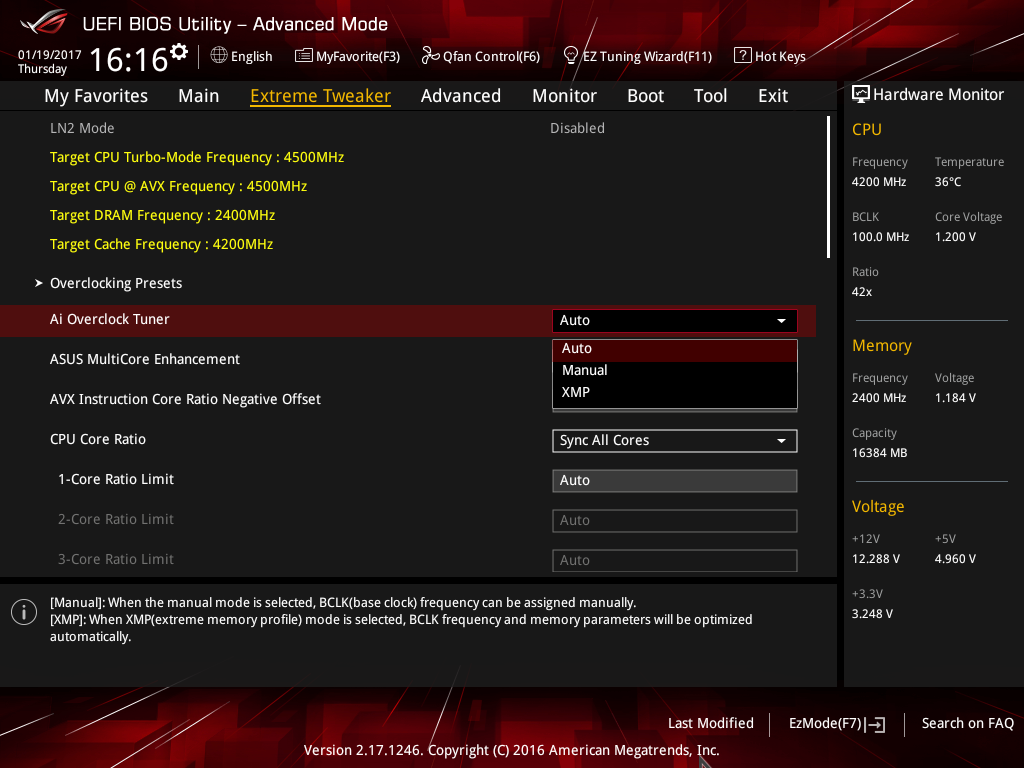 UEFI BIOS Utility – Advanced Mode
01/19/2017
Thursday
16:16
English
MyFavorite(F3)
Qfan Control(F6)
EZ Tuning Wizard(F11)
? Hot Keys
My Favorites Main Extreme Tweaker Advanced Monitor Boot Tool Exit
LN2 Mode Disabled
Target CPU Turbo-Mode Frequency : 4500MHz
Target CPU @ AVX Frequency : 4500MHz
Target DRAM Frequency : 2400MHz
Target Cache Frequency : 4200MHz
Overclocking Presets
Ai Overclock Tuner Auto
Auto
ASUS MultiCore Enhancement
Manual
XMP
AVX Instruction Core Ratio Negative Offset
CPU Core Ratio Sync All Cores
1-Core Ratio Limit Auto
2-Core Ratio Limit Auto
3-Core Ratio Limit Auto
[Manual]: When the manual mode is selected, BCLK(base clock) frequency can be assigned manually.
[XMP]: When XMP(extreme memory profile) mode is selected, BCLK frequency and memory parameters will be optimized
automatically.
Hardware Monitor
CPU
Frequency Temperature
4200 MHz 36°C
BCLK Core Voltage
100.0 MHz 1.200 V
Ratio
42x
Memory
Frequency Voltage
2400 MHz 1.184 V
Capacity
16384 MB
Voltage
+12V +5V
12.288 V 4.960 V
+3.3V
3.248 V
Last Modified
EzMode(F7)
Search on FAQ
Version 2.17.1246. Copyright (C) 2016 American Megatrends, Inc.